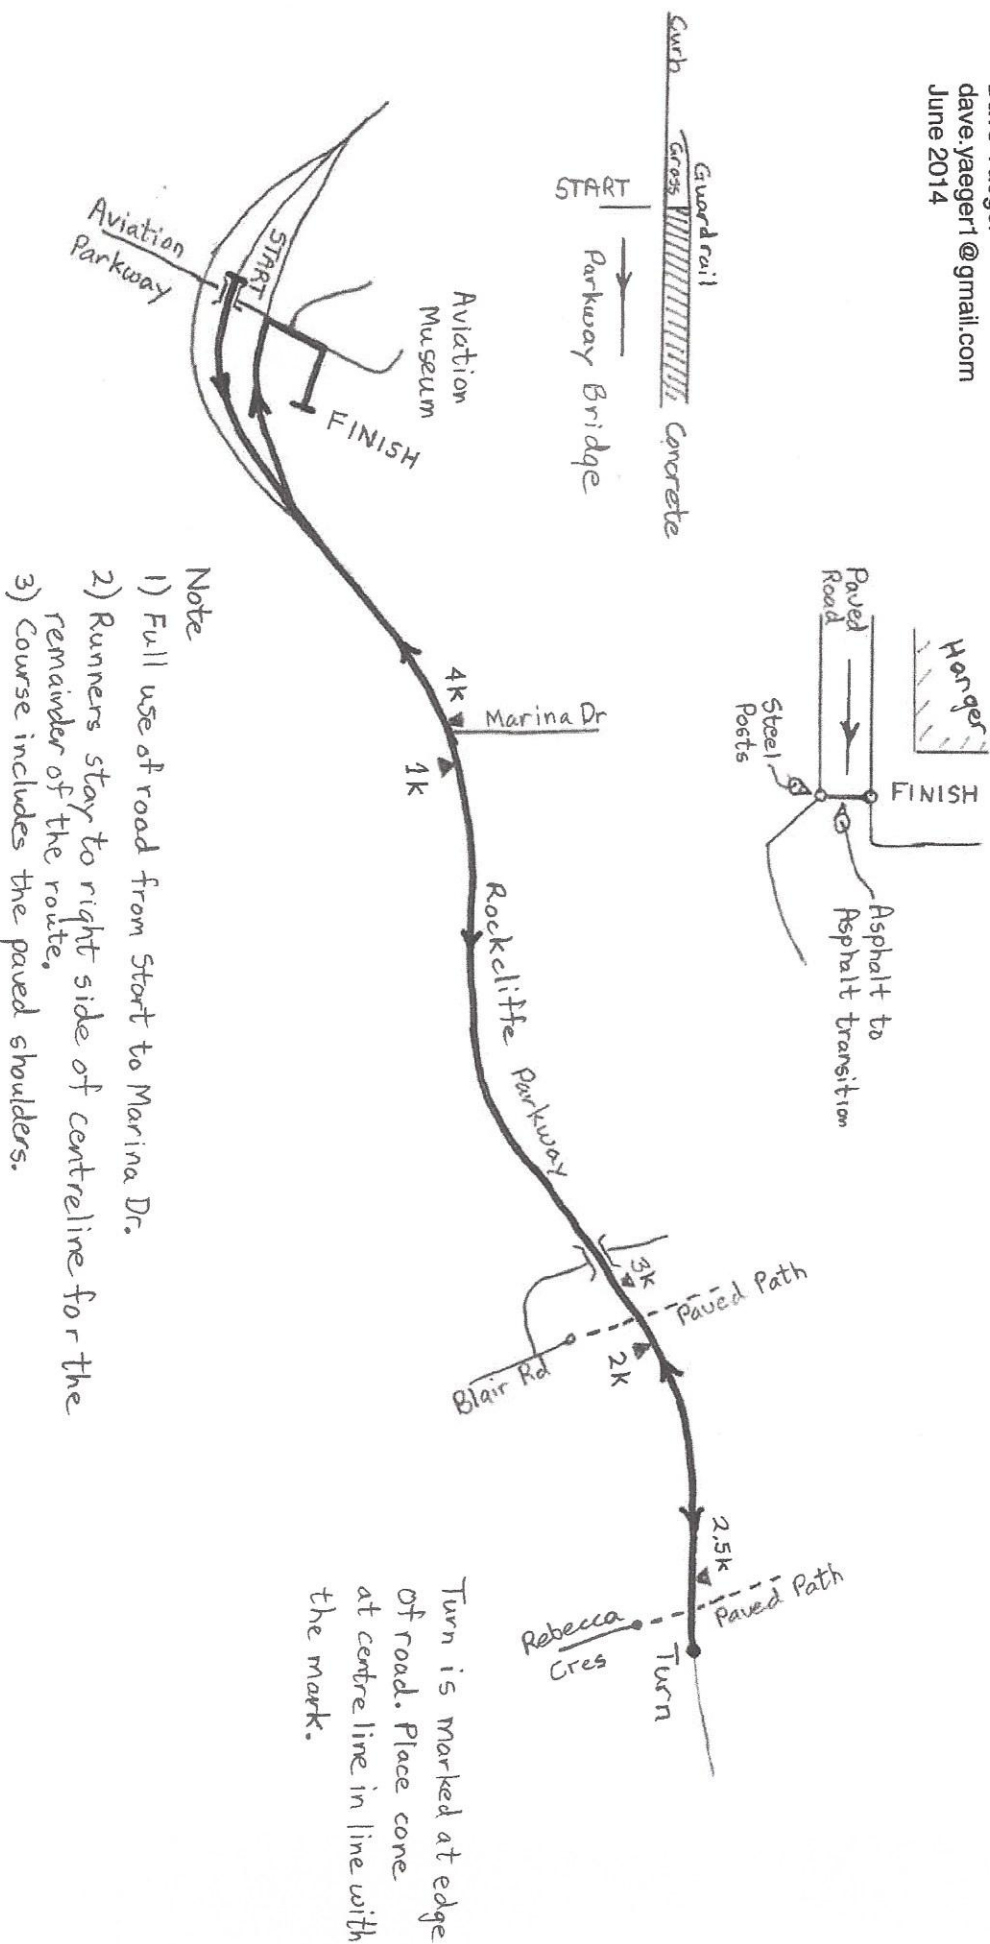 dave.yaeger1@gmail.com
June 2014
Curb
Guardrail
Grass
Concrete
START
Parkway Bridge
Hanger
Paved
Road
FINISH
Steel
Posts
Asphalt to
Asphalt transition
Aviation
Museum
Aviation
Parkway
START
FINISH
4k
Marina Dr
1k
Rockcliffe Parkway
3k
Paved Path
2k
Blair Rd
2.5k
Paved Path
Rebecca
Cres
Turn
Turn is marked at edge
of road. Place cone
at centre line in line with
the mark.
Note
1) Full use of road from Start to Marina Dr.
2) Runners stay to right side of centreline for the
remainder of the route.
3) Course includes the paved shoulders.